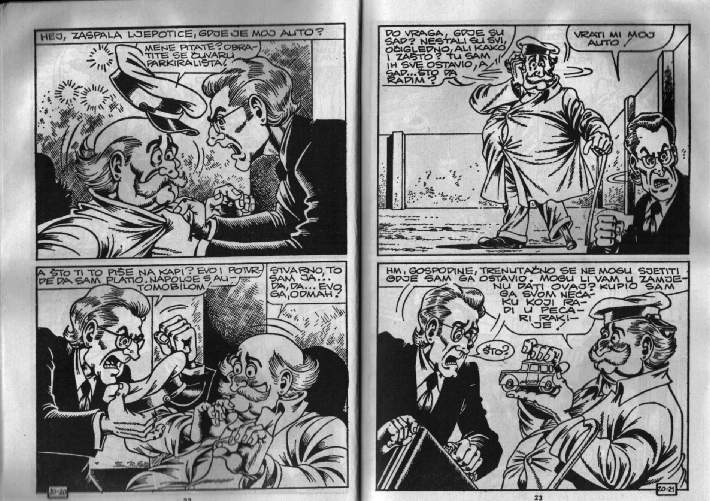 HEJ, ZASPALA LJEPOTICE, GDJE JE MOJ AUTO?
MENE PITATE? OBRA-
TITE SE ČUVARU
PARKIRALIŠTA!
A ŠTO TI TO PIŠE NA KAPI? EVO I POTVR-
DE DA SAM PLATIO, NAPOLJE S AU-
TOMOBILOM
STVARNO, TO
SAM JA...
DA, DA... EVO
GA, ODMAH!
20-20
DO VRAGA, GDJE SU
SAD? NESTALI SU SVI,
OČIGLEDNO, ALI KAKO
I ZAŠTO? TU SAM
IH SVE OSTAVIO, A
SAD... ŠTO DA
RADIM?
VRATI MI MOJ
AUTO!
HM, GOSPODINE, TRENUTAČNO SE NE MOGU SJETITI
GDJE SAM GA OSTAVIO. MOGU LI VAM U ZAMJE-
NU DATI OVAJ? KUPIO SAM
GA SVOM NEĆA-
KU KOJI RA-
DI U PECA-
RI RAKI-
JE!
ŠTO?
20-21
23